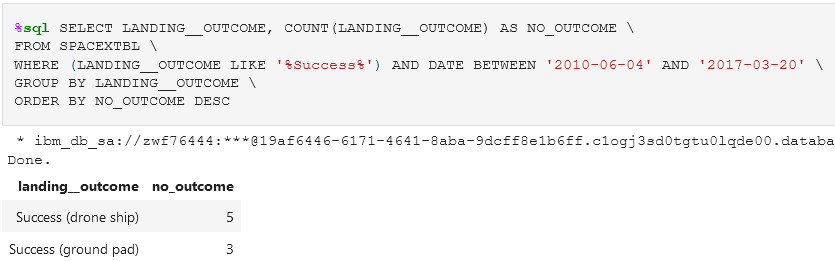 %sql SELECT LANDING__OUTCOME, COUNT(LANDING__OUTCOME) AS NO_OUTCOME \
FROM SPACEXTBL \
WHERE (LANDING__OUTCOME LIKE '%Success%') AND DATE BETWEEN '2010-06-04' AND '2017-03-20' \
GROUP BY LANDING__OUTCOME \
ORDER BY NO_OUTCOME DESC
* ibm_db_sa://zwf76444:***@19af6446-6171-4641-8aba-9dcff8e1b6ff.c1ogj3sd0tgtu0lqde00.databa
Done.
landing__outcome no_outcome
Success (drone ship) 5
Success (ground pad) 3